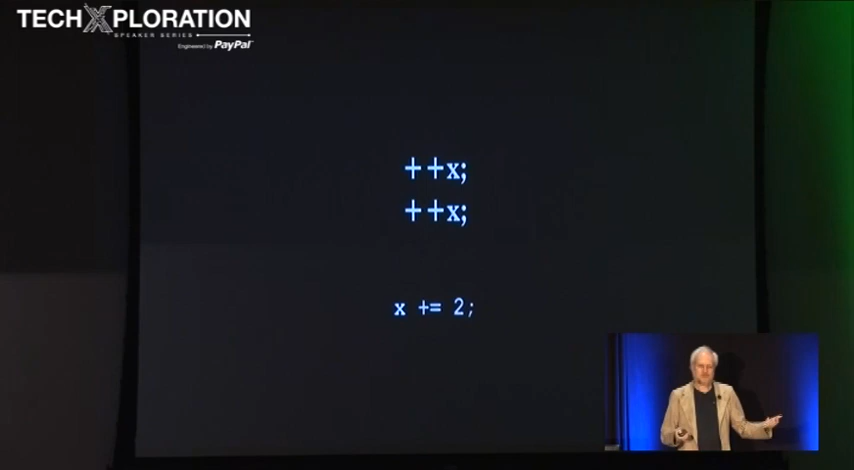 TECHXPLORATION
SPEAKER SERIES
Engineered by PayPal
++x;
++x;
x += 2;